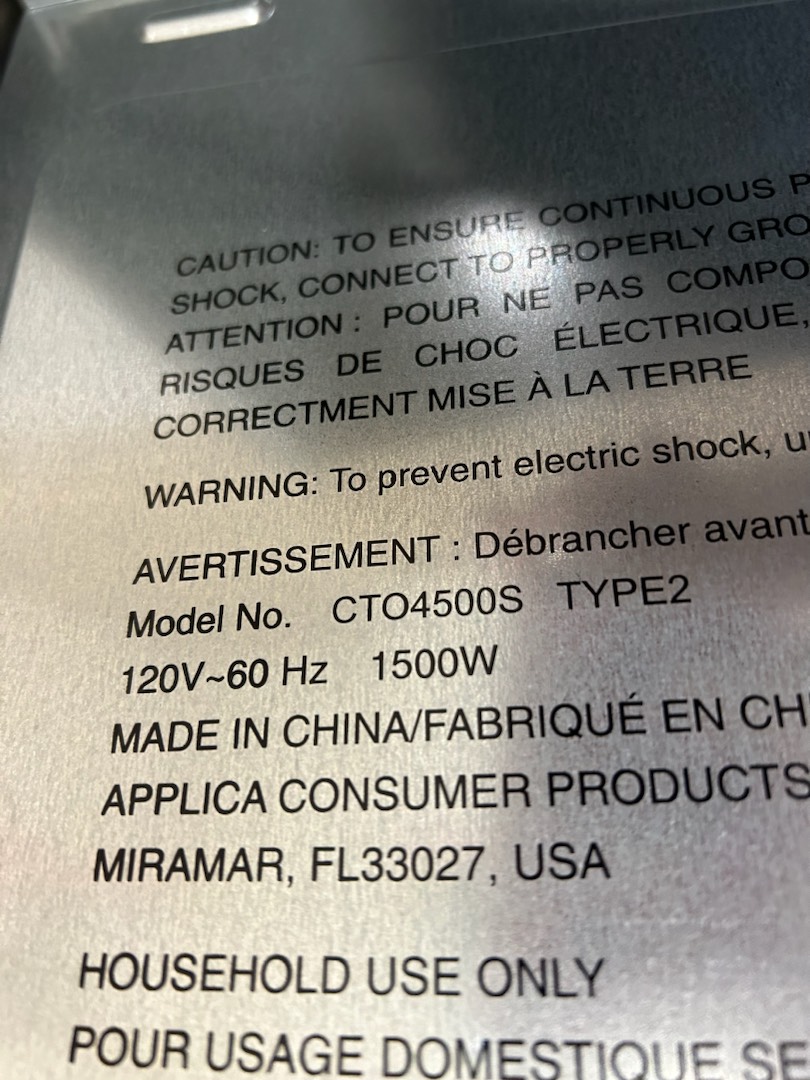 CAUTION: TO ENSURE CONTINUOUS P
SHOCK, CONNECT TO PROPERLY GRO
ATTENTION : POUR NE PAS COMPO
RISQUES DE CHOC ÉLECTRIQUE,
CORRECTMENT MISE À LA TERRE
WARNING: To prevent electric shock, u
AVERTISSEMENT : Débrancher avant
Model No. CTO4500S TYPE2
120V~60 Hz 1500W
MADE IN CHINA/FABRIQUÉ EN CH
APPLICA CONSUMER PRODUCTS
MIRAMAR, FL33027, USA
HOUSEHOLD USE ONLY
POUR USAGE DOMESTIQUE SE